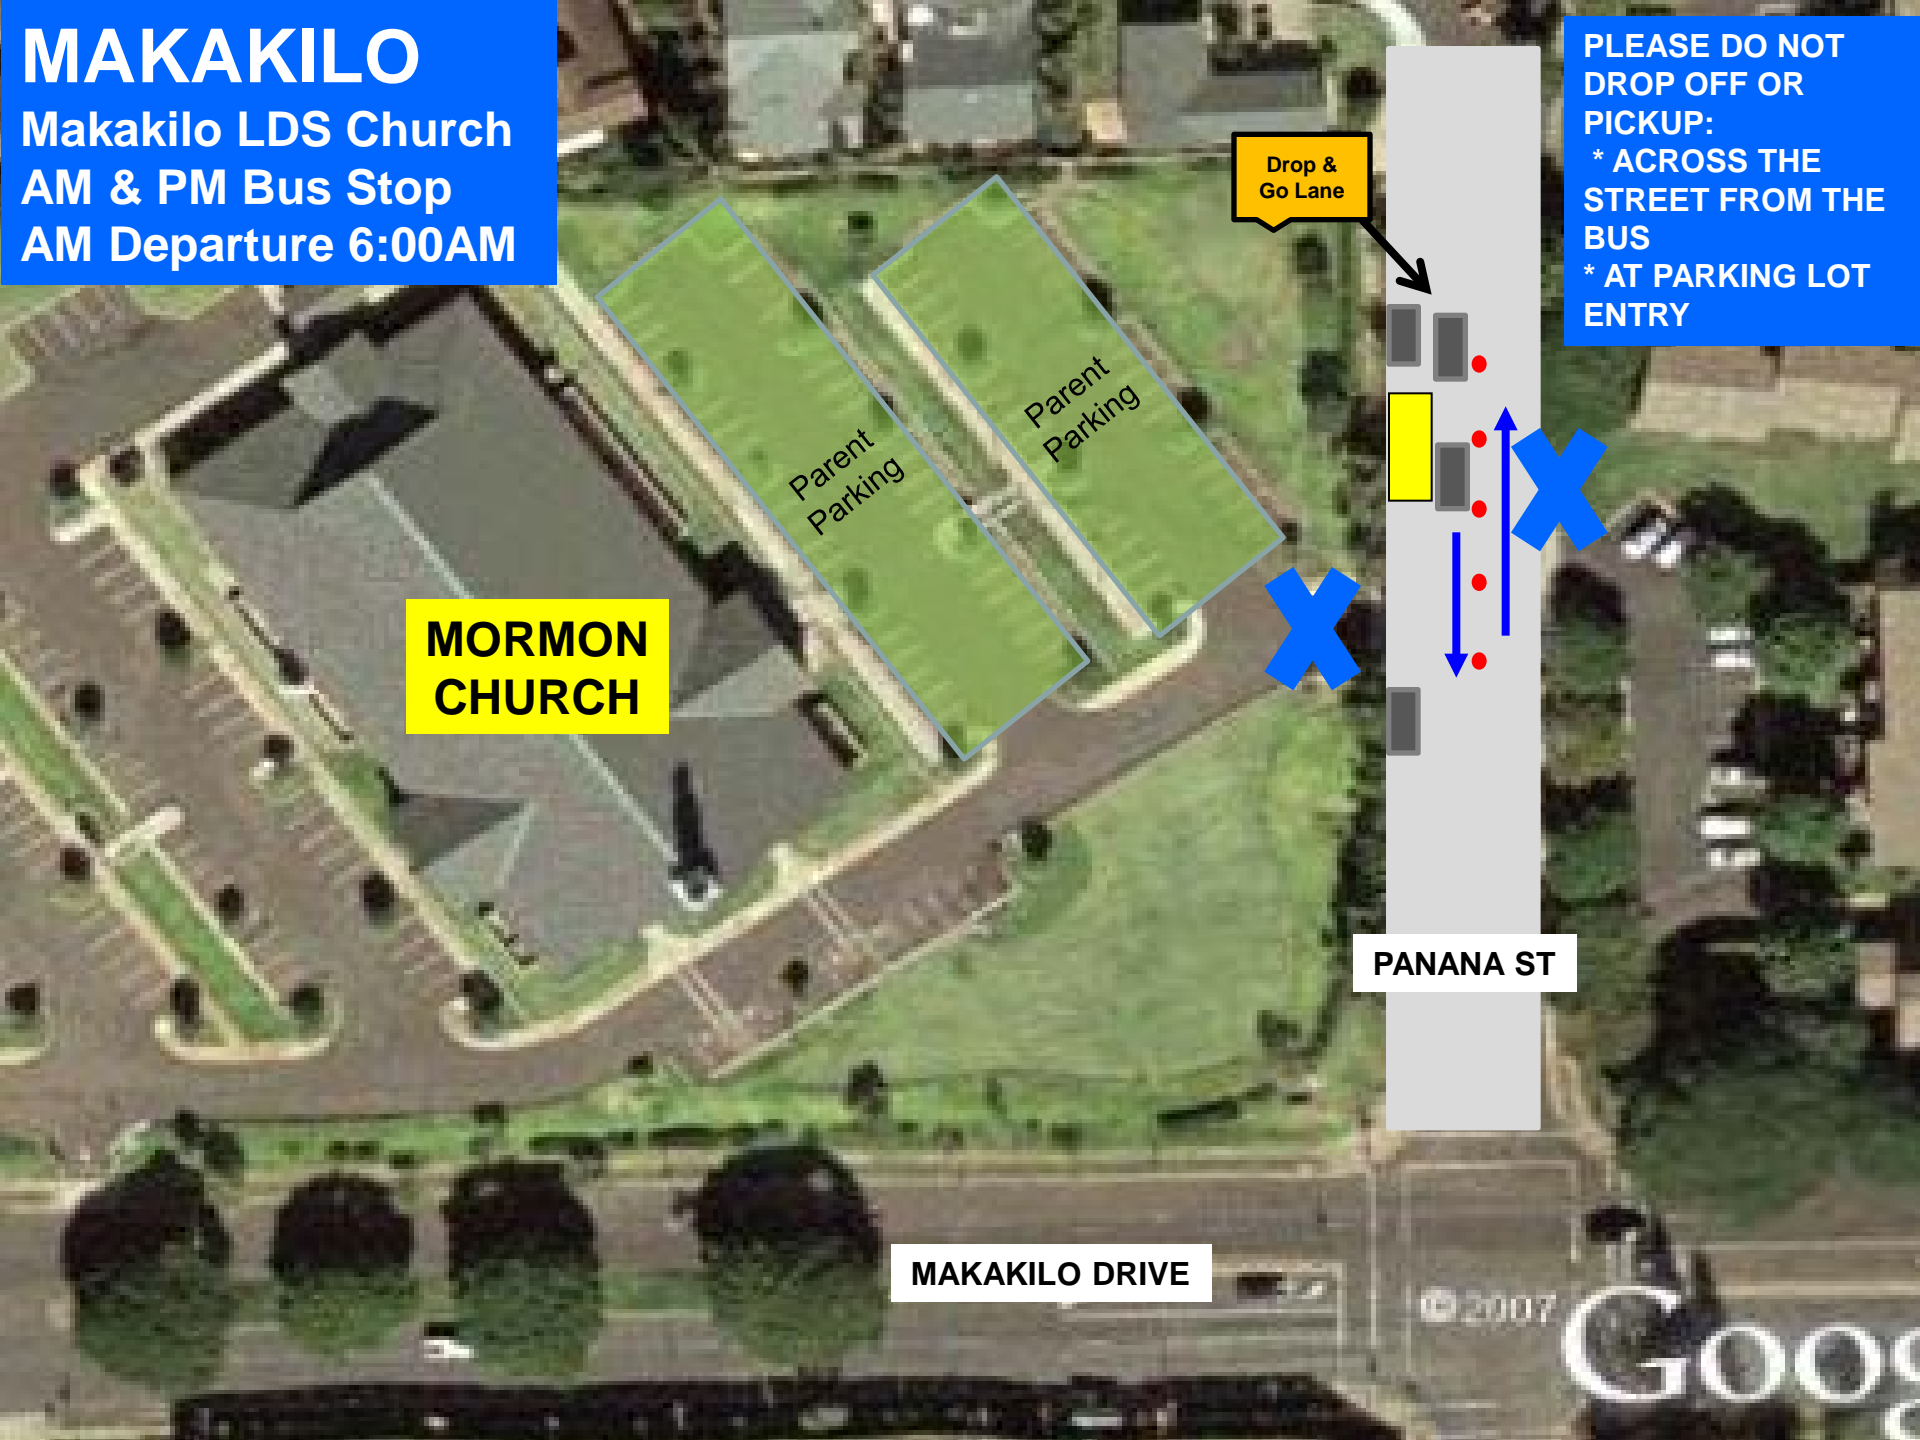 MAKAKILO
Makakilo LDS Church
AM & PM Bus Stop
AM Departure 6:00AM
PLEASE DO NOT
DROP OFF OR
PICKUP:
* ACROSS THE
STREET FROM THE
BUS
* AT PARKING LOT
ENTRY
Drop &
Go Lane
Parent
Parking
Parent
Parking
MORMON
CHURCH
PANANA ST
MAKAKILO DRIVE
©2007
Goog